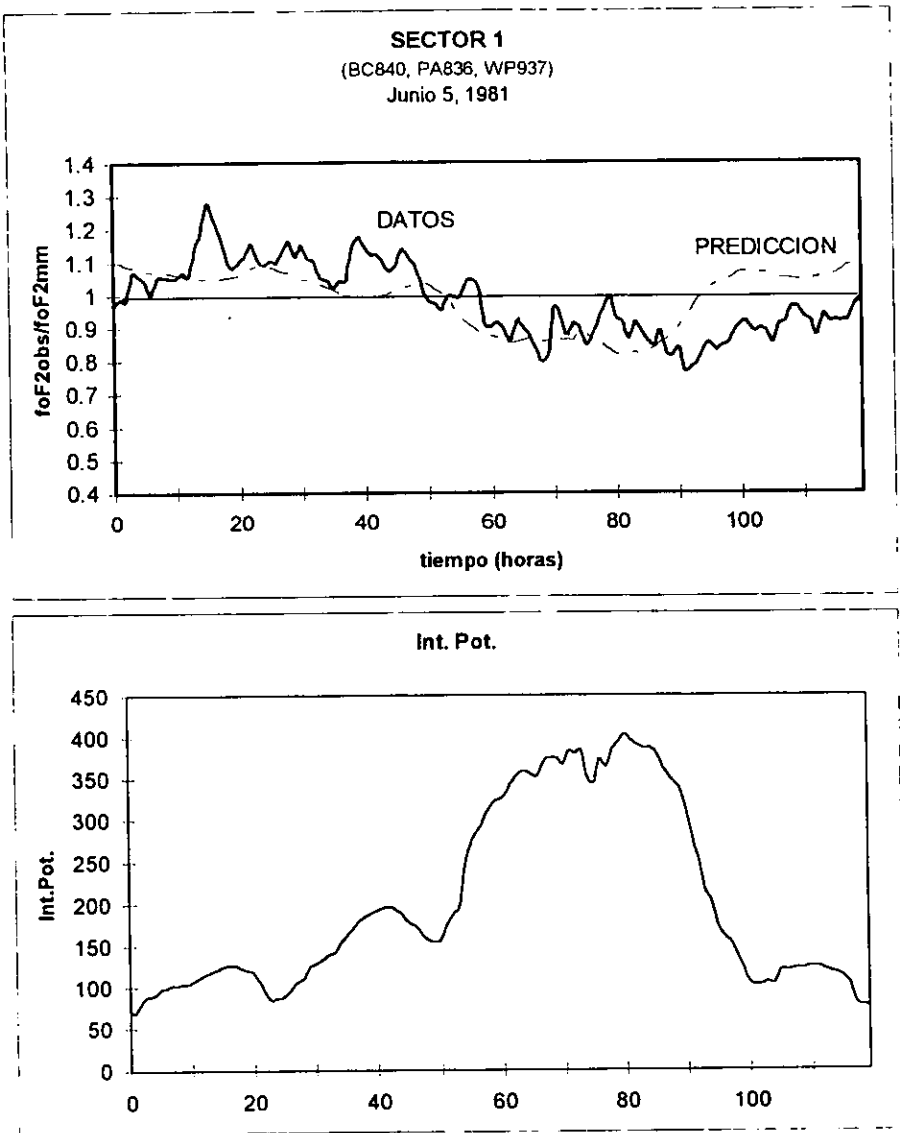 SECTOR 1
(BC840, PA836, WP937)
Junio 5, 1981
foF2obs/foF2mm
1.4
1.3
1.2
1.1
1
0.9
0.8
0.7
0.6
0.5
0.4
DATOS
PREDICCION
0 20 40 60 80 100
tiempo (horas)
Int. Pot.
Int.Pot.
450
400
350
300
250
200
150
100
50
0
0 20 40 60 80 100